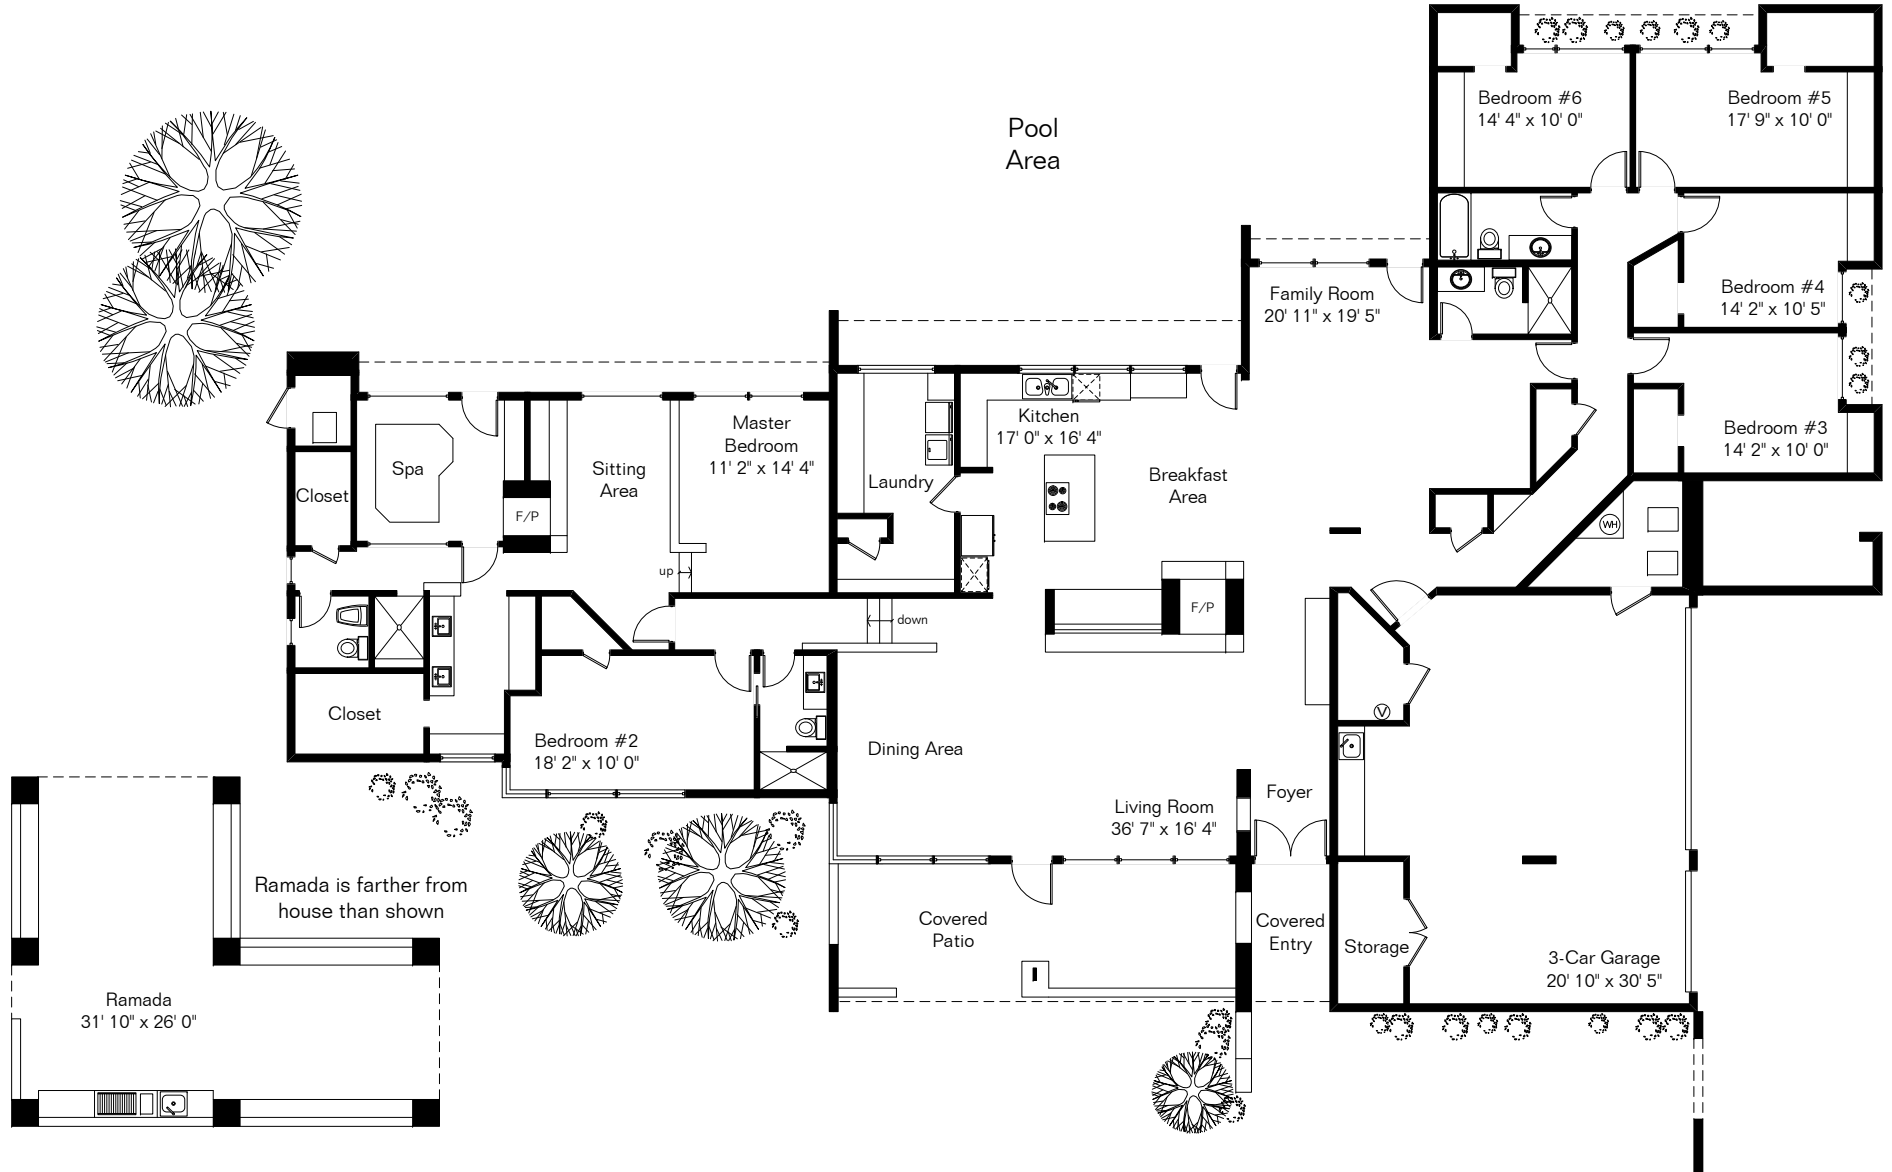 Bedroom #6
14' 4" x 10' 0"
Bedroom #5
17' 9" x 10' 0"
Pool
Area
Family Room
20' 11" x 19' 5"
Bedroom #4
14' 2" x 10' 5"
Master
Bedroom
11' 2" x 14' 4"
Kitchen
17' 0" x 16' 4"
Bedroom #3
14' 2" x 10' 0"
Spa
Sitting
Area
Closet
Laundry
Breakfast
Area
F/P
WH
up
F/P
down
Closet
V
Bedroom #2
18' 2" x 10' 0"
Dining Area
Foyer
Living Room
36' 7" x 16' 4"
Ramada is farther from
house than shown
Covered
Patio
Covered
Entry
Storage
3-Car Garage
20' 10" x 30' 5"
Ramada
31' 10" x 26' 0"